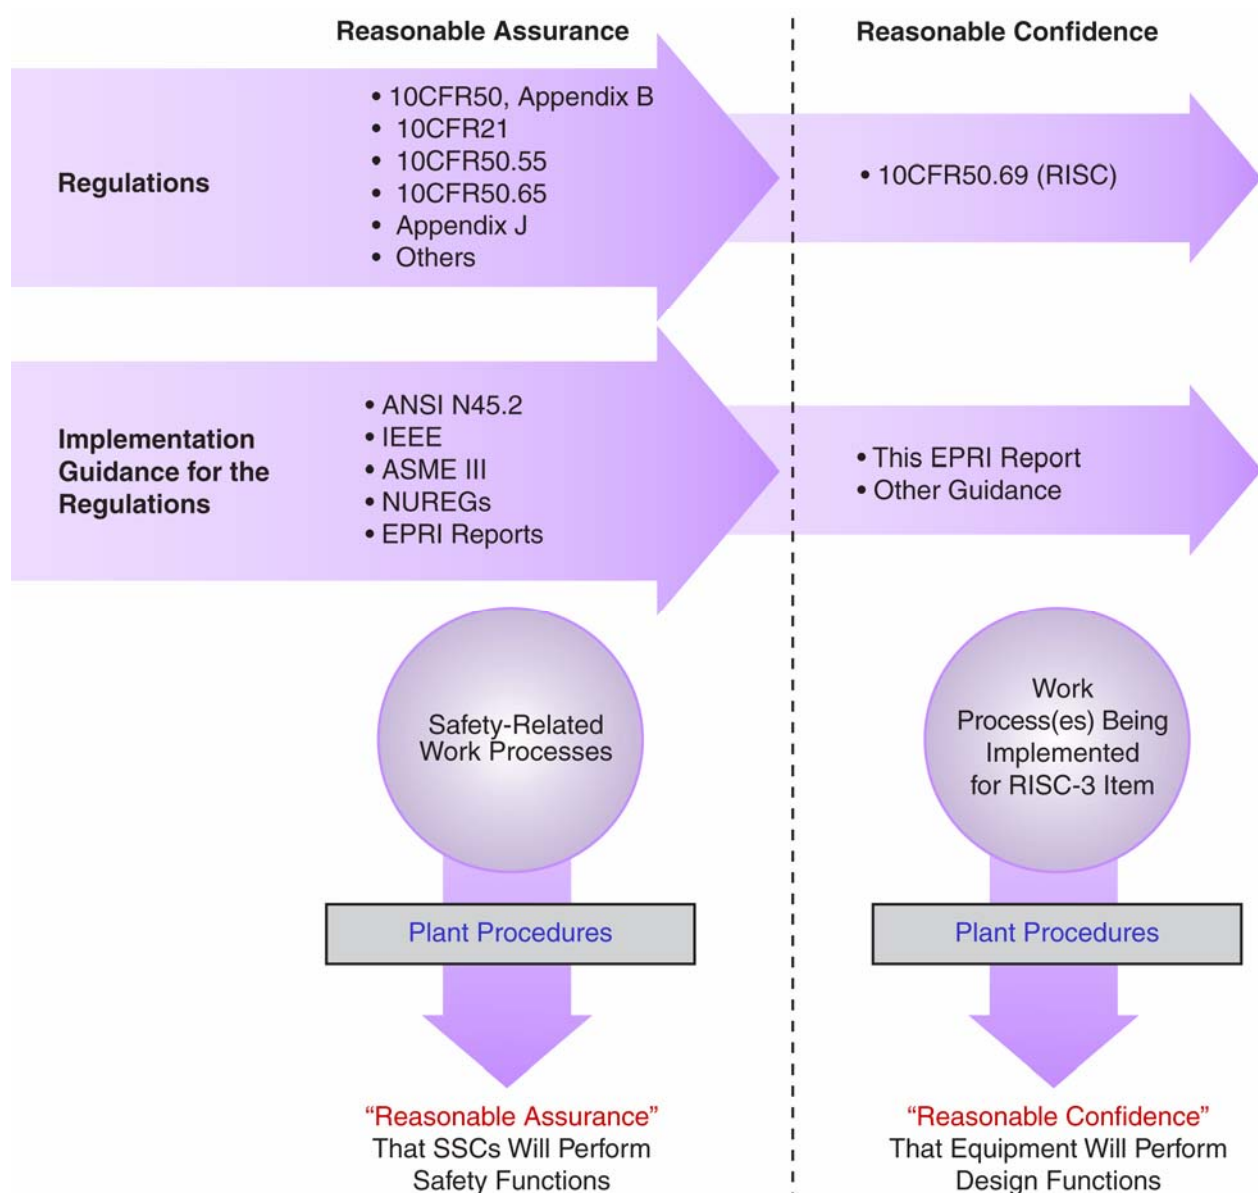 Reasonable Assurance
Reasonable Confidence
Regulations
• 10CFR50, Appendix B
• 10CFR21
• 10CFR50.55
• 10CFR50.65
• Appendix J
• Others
• 10CFR50.69 (RISC)
Implementation
Guidance for the
Regulations
• ANSI N45.2
• IEEE
• ASME III
• NUREGs
• EPRI Reports
• This EPRI Report
• Other Guidance
Safety-Related
Work Processes
Work
Process(es) Being
Implemented
for RISC-3 Item
Plant Procedures
Plant Procedures
“Reasonable Assurance”
That SSCs Will Perform
Safety Functions
“Reasonable Confidence”
That Equipment Will Perform
Design Functions